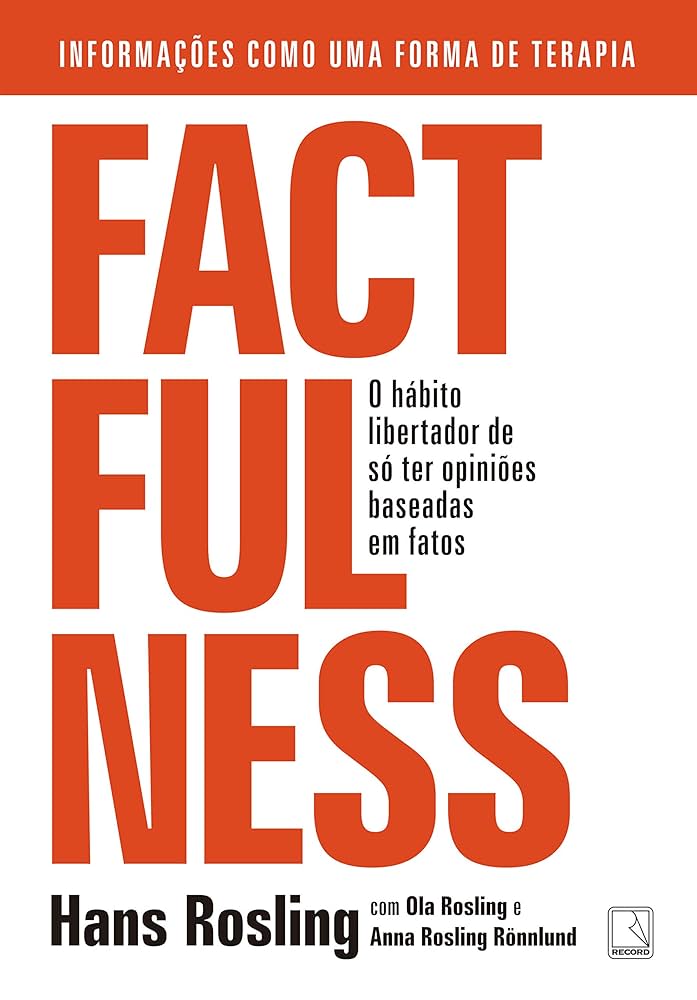 INFORMAÇÕES COMO UMA FORMA DE TERAPIA
FACT
FUL
NESS
O hábito
libertador de
só ter opiniões
baseadas
em fatos
Hans Rosling
com Ola Rosling e
Anna Rosling Rönnlund
RECORD